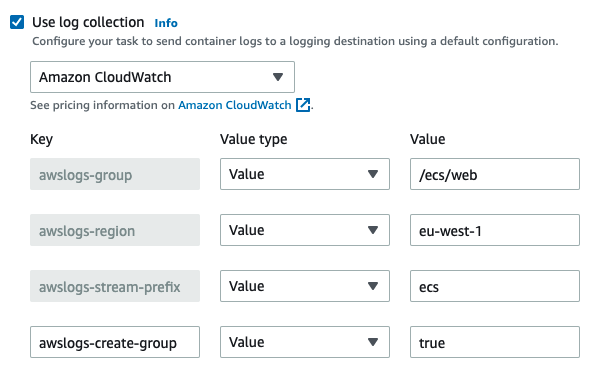 Use log collection Info
Configure your task to send container logs to a logging destination using a default configuration.
Amazon CloudWatch
See pricing information on Amazon CloudWatch.
Key Value type Value
awslogs-group Value /ecs/web
awslogs-region Value eu-west-1
awslogs-stream-prefix Value ecs
awslogs-create-group Value true